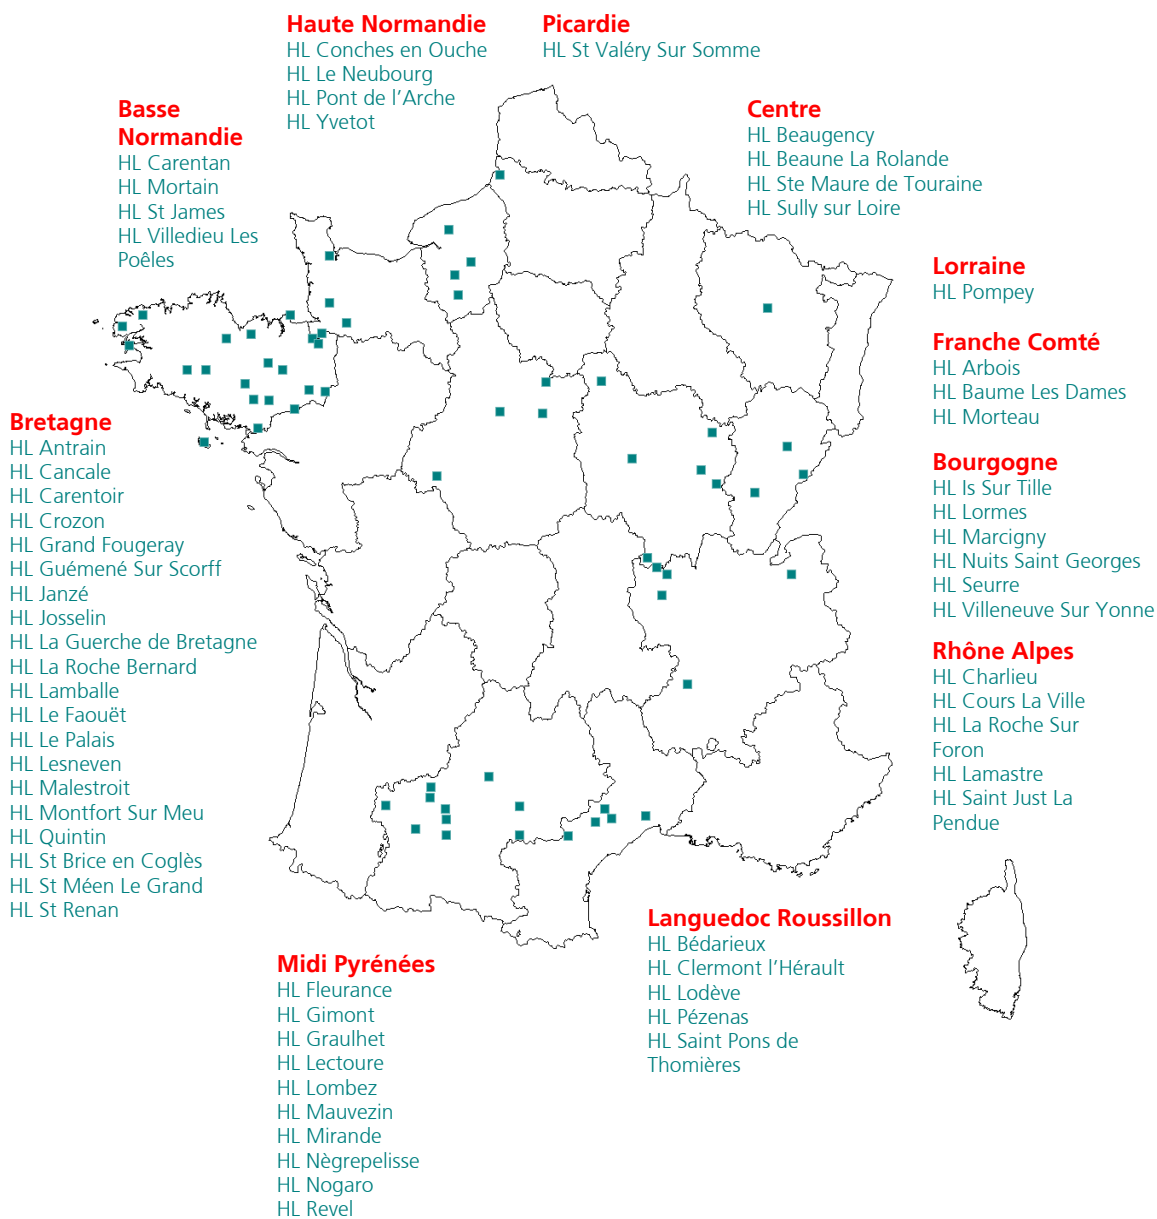 Haute Normandie
HL Conches en Ouche
HL Le Neubourg
HL Pont de l'Arche
HL Yvetot
Picardie
HL St Valéry Sur Somme
Basse
Normandie
HL Carentan
HL Mortain
HL St James
HL Villedieu Les
Poêles
Centre
HL Beaugency
HL Beaune La Rolande
HL Ste Maure de Touraine
HL Sully sur Loire
Lorraine
HL Pompey
Franche Comté
HL Arbois
HL Baume Les Dames
HL Morteau
Bretagne
HL Antrain
HL Cancale
HL Carentoir
HL Crozon
HL Grand Fougeray
HL Guémené Sur Scorff
HL Janzé
HL Josselin
HL La Guerche de Bretagne
HL La Roche Bernard
HL Lamballe
HL Le Faouët
HL Le Palais
HL Lesneven
HL Malestroit
HL Montfort Sur Meu
HL Quintin
HL St Brice en Coglès
HL St Méen Le Grand
HL St Renan
Bourgogne
HL Is Sur Tille
HL Lormes
HL Marcigny
HL Nuits Saint Georges
HL Seurre
HL Villeneuve Sur Yonne
Rhône Alpes
HL Charlieu
HL Cours La Ville
HL La Roche Sur
Foron
HL Lamastre
HL Saint Just La
Pendue
Languedoc Roussillon
HL Bédarieux
HL Clermont l'Hérault
HL Lodève
HL Pézenas
HL Saint Pons de
Thomières
Midi Pyrénées
HL Fleurance
HL Gimont
HL Graulhet
HL Lectoure
HL Lombez
HL Mauvezin
HL Mirande
HL Nègrepelisse
HL Nogaro
HL Revel